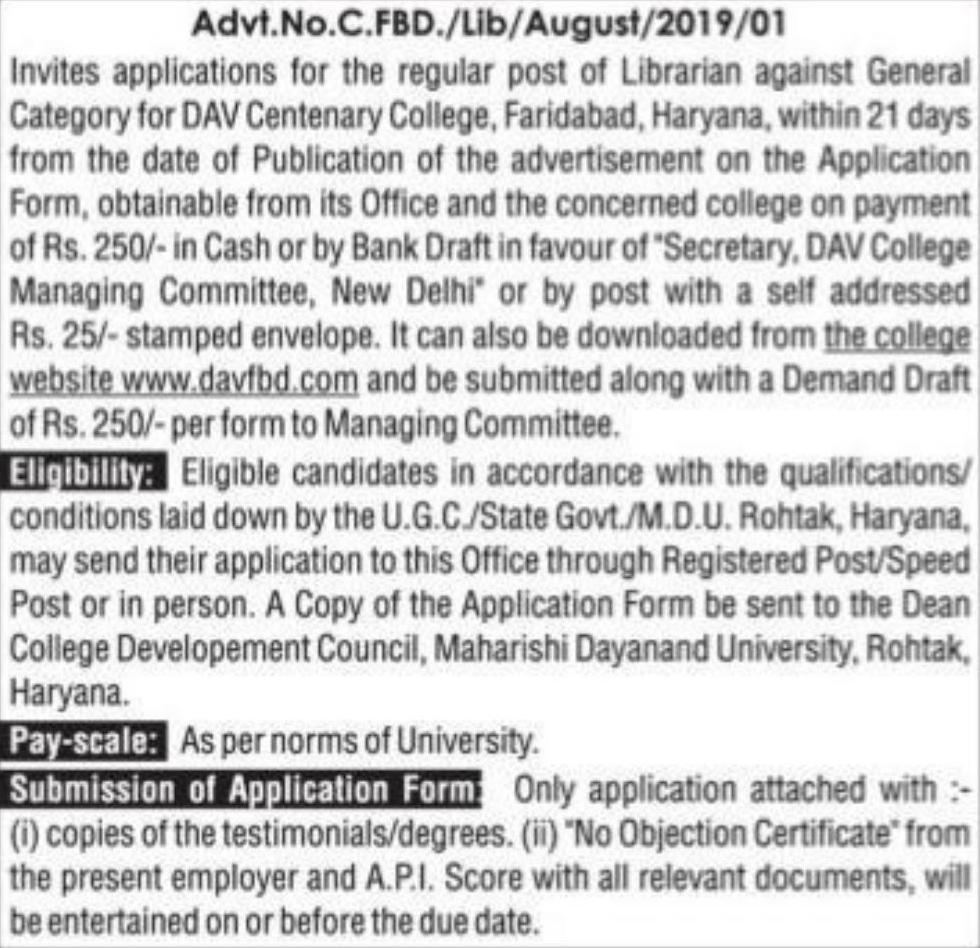 Advt.No.C.FBD./Lib/August/2019/01
Invites applications for the regular post of Librarian against General
Category for DAV Centenary College, Faridabad, Haryana, within 21 days
from the date of Publication of the advertisement on the Application
Form, obtainable from its Office and the concerned college on payment
of Rs. 250/- in Cash or by Bank Draft in favour of "Secretary, DAV College
Managing Committee, New Delhi" or by post with a self addressed
Rs. 25/- stamped envelope. It can also be downloaded from the college
website www.davfbd.com and be submitted along with a Demand Draft
of Rs. 250/- per form to Managing Committee.
Eligibility: Eligible candidates in accordance with the qualifications/
conditions laid down by the U.G.C./State Govt./M.D.U. Rohtak, Haryana,
may send their application to this Office through Registered Post/Speed
Post or in person. A Copy of the Application Form be sent to the Dean
College Developement Council, Maharishi Dayanand University, Rohtak,
Haryana.
Pay-scale: As per norms of University.
Submission of Application Form: Only application attached with :-
(i) copies of the testimonials/degrees. (ii) "No Objection Certificate" from
the present employer and A.P.I. Score with all relevant documents, will
be entertained on or before the due date.